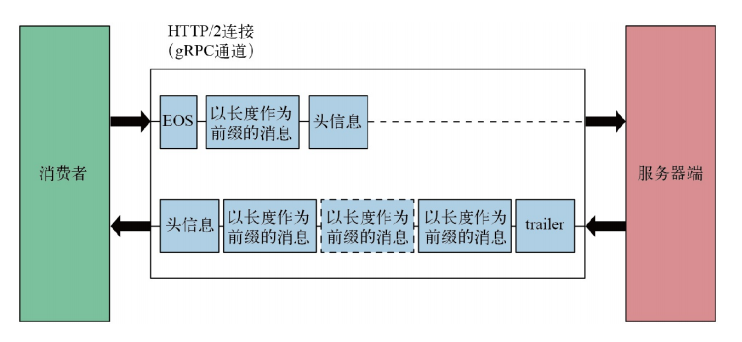 HTTP/2连接
（gRPC通道）
消费者
EOS
以长度作为
前缀的消息
头信息
服务器端
头信息
以长度作为
前缀的消息
以长度作为
前缀的消息
以长度作为
前缀的消息
trailer